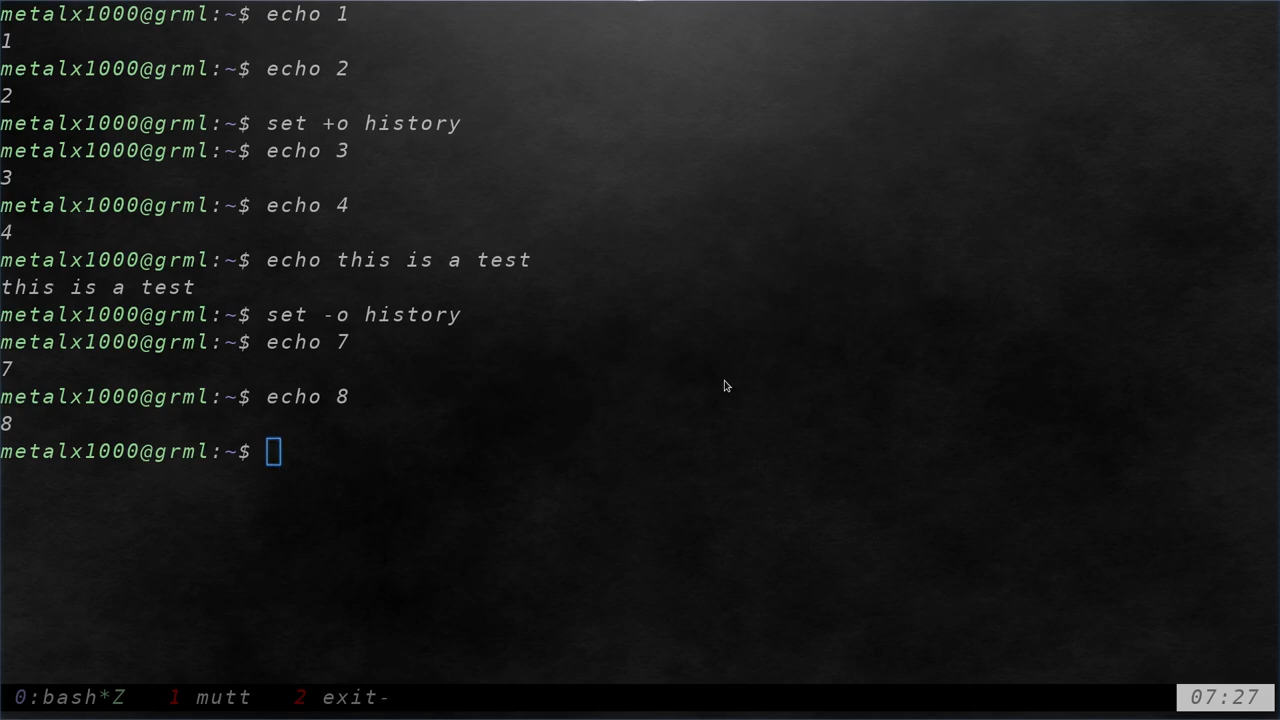 metalx1000@grml:~$ echo 1
1
metalx1000@grml:~$ echo 2
2
metalx1000@grml:~$ set +o history
metalx1000@grml:~$ echo 3
3
metalx1000@grml:~$ echo 4
4
metalx1000@grml:~$ echo this is a test
this is a test
metalx1000@grml:~$ set -o history
metalx1000@grml:~$ echo 7
7
metalx1000@grml:~$ echo 8
8
metalx1000@grml:~$
0:bash*Z 1 mutt 2 exit- 07:27